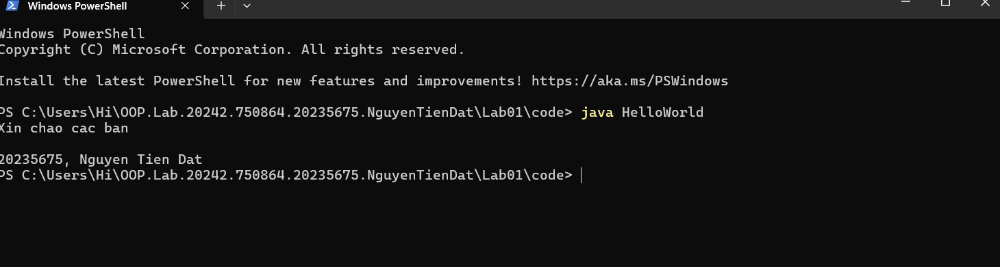 Windows PowerShell
Windows PowerShell
Copyright (C) Microsoft Corporation. All rights reserved.
Install the latest PowerShell for new features and improvements! https://aka.ms/PSWindows
PS C:\Users\Hi\OOP.Lab.20242.750864.20235675.NguyenTienDat\Lab01\code> java HelloWorld
Xin chao cac ban
20235675, Nguyen Tien Dat
PS C:\Users\Hi\OOP.Lab.20242.750864.20235675.NguyenTienDat\Lab01\code>